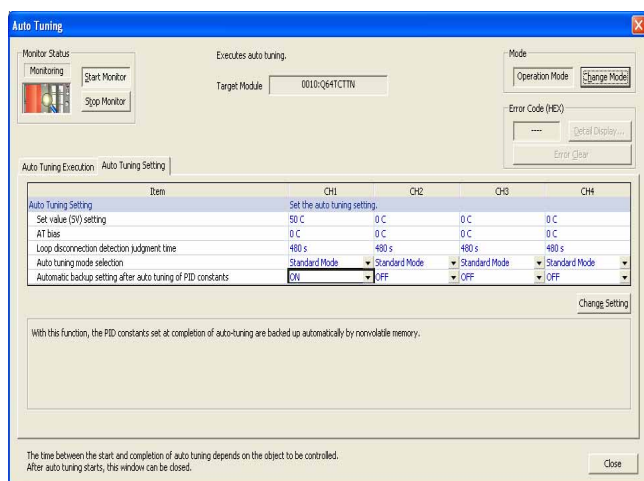 Auto Tuning
Monitor Status
Monitoring
Start Monitor
Stop Monitor
Executes auto tuning.
Target Module 0010:Q64TCTTN
Mode
Operation Mode Change Mode
Error Code (HEX)
---- Detail Display...
Error Clear
Auto Tuning Execution Auto Tuning Setting
Item CH1 CH2 CH3 CH4
Auto Tuning Setting Set the auto tuning setting.
Set value (SV) setting 50 C 0 C 0 C 0 C
AT bias 0 C 0 C 0 C 0 C
Loop disconnection detection judgment time 480 s 480 s 480 s 480 s
Auto tuning mode selection Standard Mode Standard Mode Standard Mode Standard Mode
Automatic backup setting after auto tuning of PID constants ON OFF OFF OFF
Change Setting
With this function, the PID constants set at completion of auto-tuning are backed up automatically by nonvolatile memory.
The time between the start and completion of auto tuning depends on the object to be controlled.
After auto tuning starts, this window can be closed.
Close